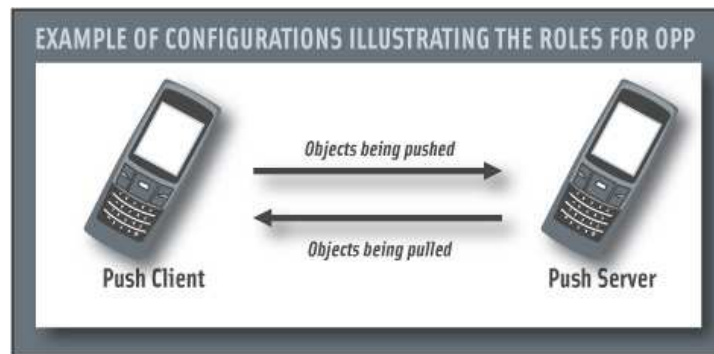 EXAMPLE OF CONFIGURATIONS ILLUSTRATING THE ROLES FOR OPP
Objects being pushed
Objects being pulled
Push Client
Push Server